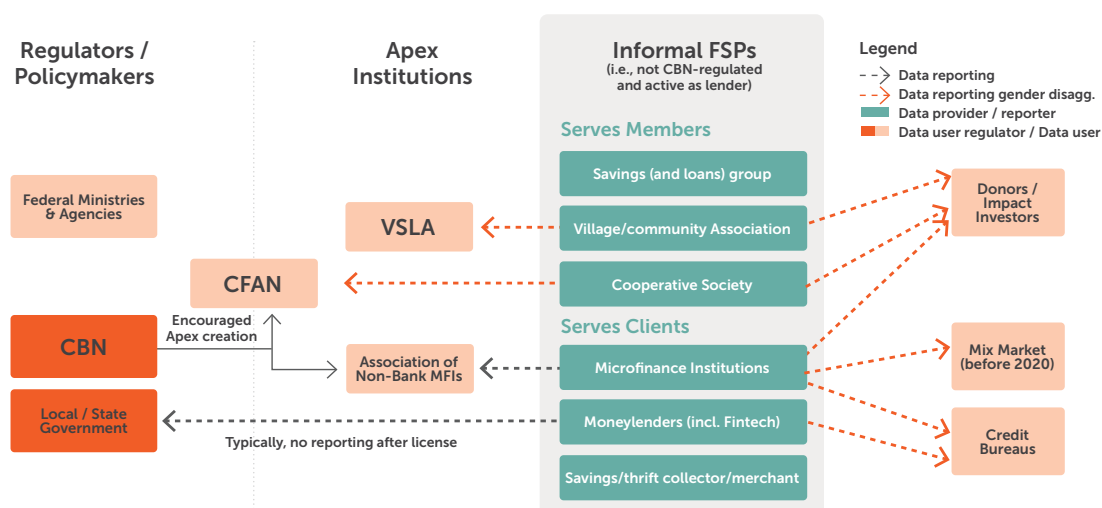 Regulators /
Policymakers
Apex
Institutions
Informal FSPs
(i.e., not CBN-regulated
and active as lender)
Legend
Data reporting
Data reporting gender disagg.
Data provider / reporter
Data user regulator / Data user
Serves Members
Federal Ministries
& Agencies
VSLA
CFAN
Savings (and loans) group
Village/community Association
Cooperative Society
Donors /
Impact
Investors
Serves Clients
CBN
Encouraged
Apex creation
Association of
Non-Bank MFIs
Microfinance Institutions
Mix Market
(before 2020)
Local / State
Government
Typically, no reporting after license
Moneylenders (incl. Fintech)
Credit
Bureaus
Savings/thrift collector/merchant